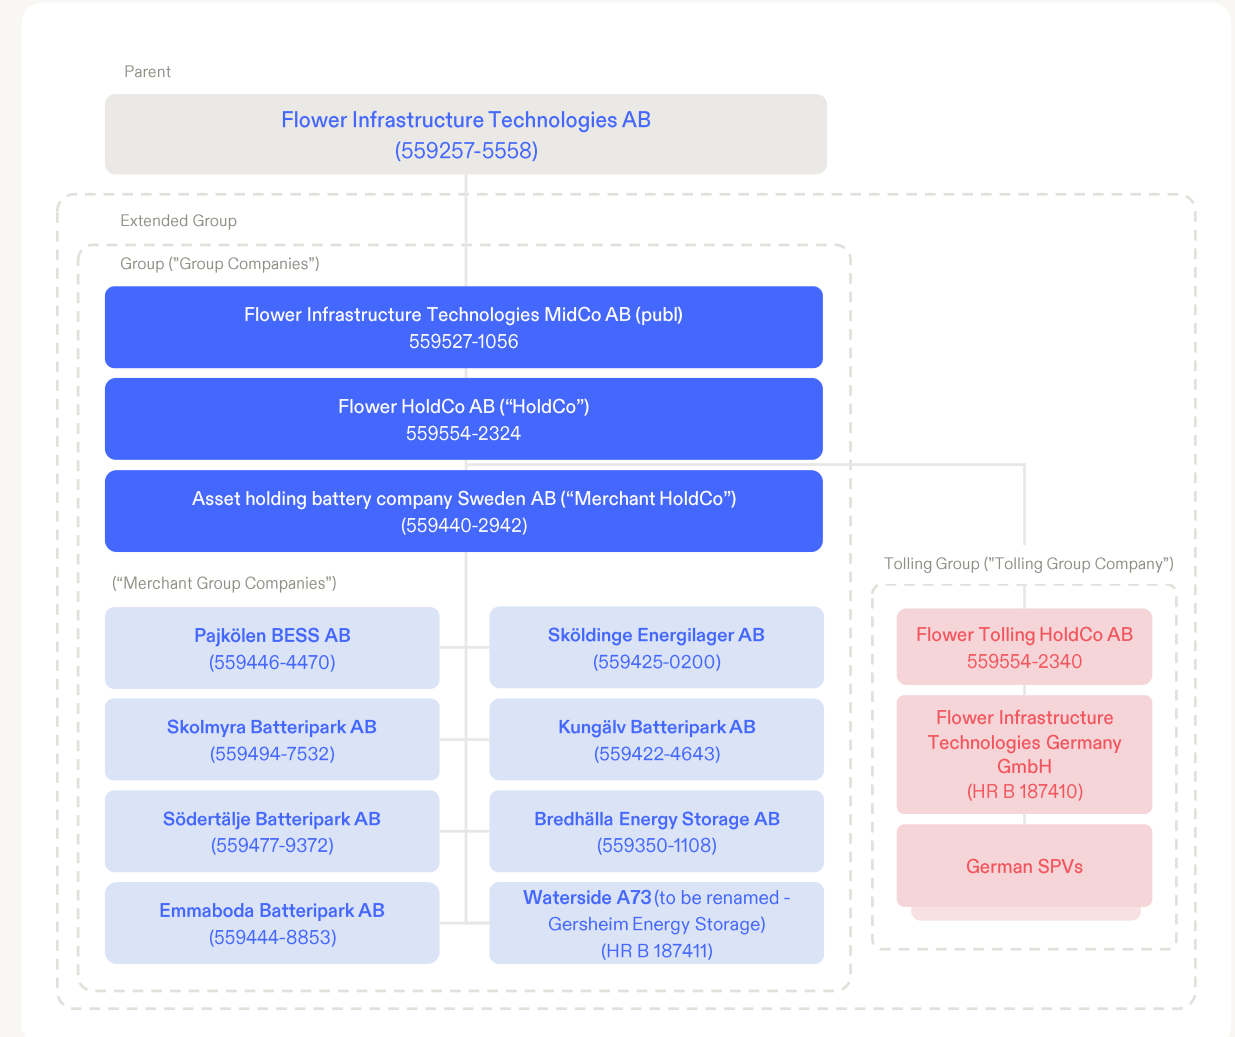 Parent
Flower Infrastructure Technologies AB
(559257-5558)
Extended Group
Group (”Group Companies”)
Flower Infrastructure Technologies MidCo AB (publ)
559527-1056
Flower HoldCo AB (“HoldCo”)
559554-2324
Asset holding battery company Sweden AB (“Merchant HoldCo”)
(559440-2942)
(“Merchant Group Companies”)
Pajkölen BESS AB
(559446-4470)
Sköldinge Energilager AB
(559425-0200)
Skolmyra Batteripark AB
(559494-7532)
Kungälv Batteripark AB
(559422-4643)
Södertälje Batteripark AB
(559477-9372)
Bredhälla Energy Storage AB
(559350-1108)
Emmaboda Batteripark AB
(559444-8853)
Waterside A73 (to be renamed -
Gersheim Energy Storage)
(HR B 187411)
Tolling Group (”Tolling Group Company”)
Flower Tolling HoldCo AB
559554-2340
Flower Infrastructure
Technologies Germany
GmbH
(HR B 187410)
German SPVs